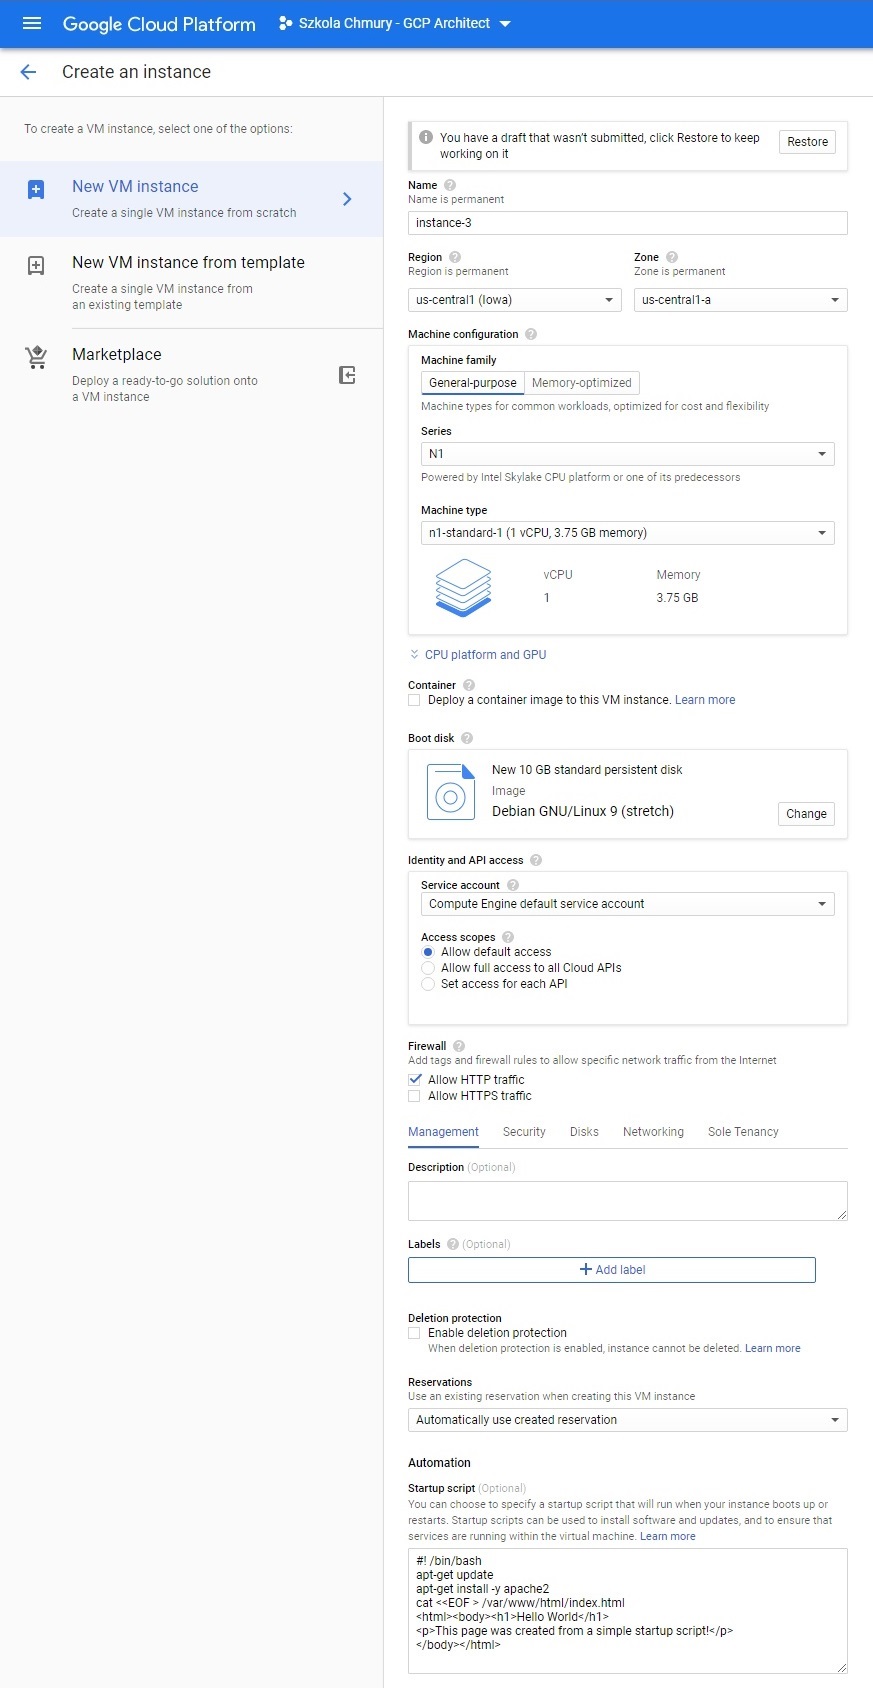 Google Cloud Platform
Szkola Chmury - GCP Architect
Create an instance
To create a VM instance, select one of the options:
New VM instance
Create a single VM instance from scratch
New VM instance from template
Create a single VM instance from
an existing template
Marketplace
Deploy a ready-to-go solution onto
a VM instance
You have a draft that wasn't submitted, click Restore to keep
working on it
Restore
Name
Name is permanent
instance-3
Region
Region is permanent
us-central1 (Iowa)
Zone
Zone is permanent
us-central1-a
Machine configuration
Machine family
General-purpose
Memory-optimized
Machine types for common workloads, optimized for cost and flexibility
Series
N1
Powered by Intel Skylake CPU platform or one of its predecessors
Machine type
n1-standard-1 (1 vCPU, 3.75 GB memory)
vCPU
Memory
1
3.75 GB
CPU platform and GPU
Container
Deploy a container image to this VM instance. Learn more
Boot disk
New 10 GB standard persistent disk
Image
Debian GNU/Linux 9 (stretch)
Change
Identity and API access
Service account
Compute Engine default service account
Access scopes
Allow default access
Allow full access to all Cloud APIs
Set access for each API
Firewall
Add tags and firewall rules to allow specific network traffic from the Internet
Allow HTTP traffic
Allow HTTPS traffic
Management
Security
Disks
Networking
Sole Tenancy
Description (Optional)
Labels (Optional)
Add label
Deletion protection
Enable deletion protection
When deletion protection is enabled, instance cannot be deleted. Learn more
Reservations
Use an existing reservation when creating this VM instance
Automatically use created reservation
Automation
Startup script (Optional)
You can choose to specify a startup script that will run when your instance boots up or
restarts. Startup scripts can be used to install software and updates, and to ensure that
services are running within the virtual machine. Learn more
#! /bin/bash
apt-get update
apt-get install -y apache2
cat <<EOF > /var/www/html/index.html
<html><body><h1>Hello World</h1>
<p>This page was created from a simple startup script!</p>
</body></html>